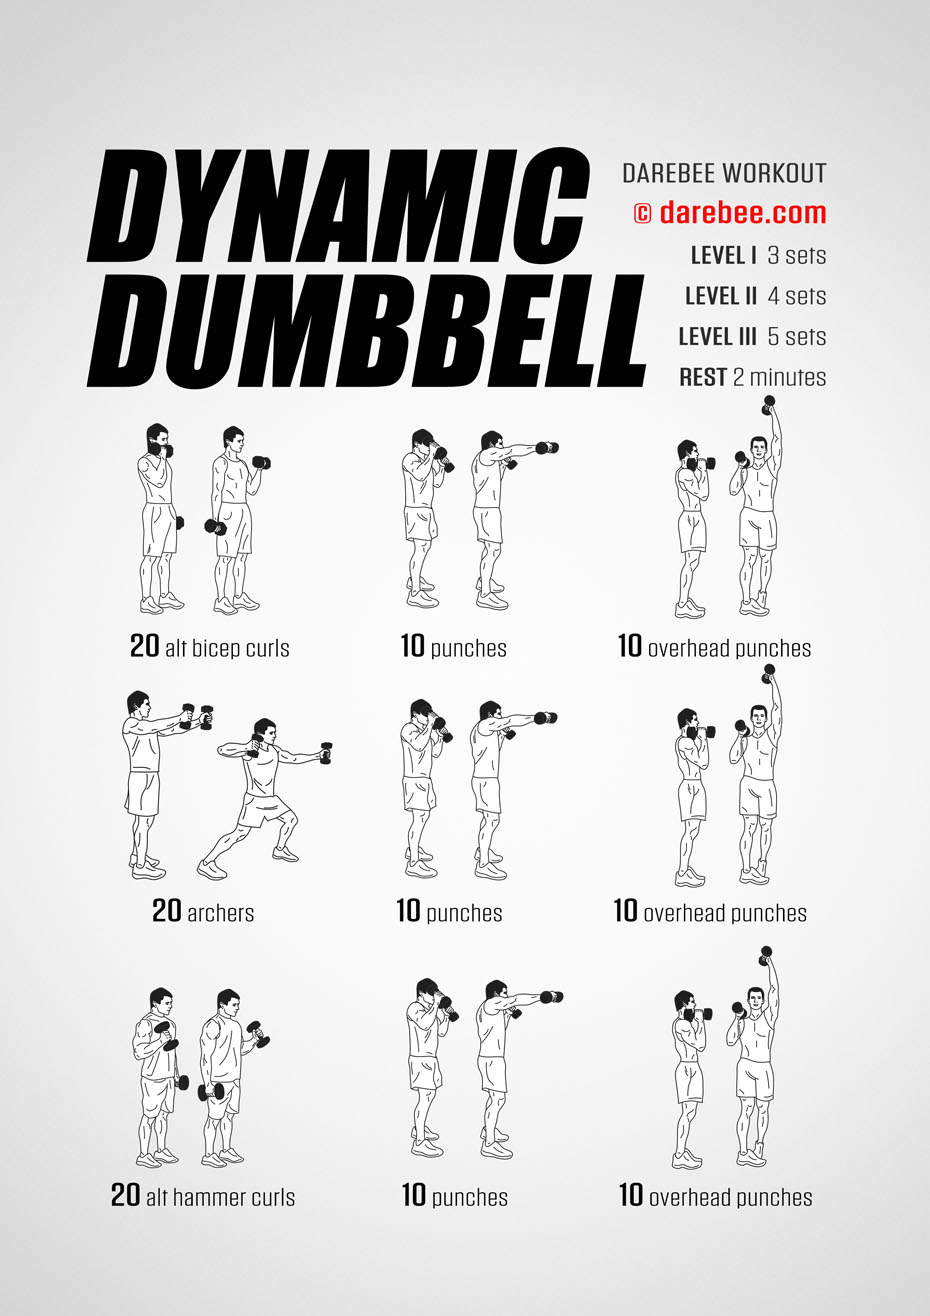 DYNAMIC
DUMBBELL
DAREBEE WORKOUT
© darebee.com
LEVEL I 3 sets
LEVEL II 4 sets
LEVEL III 5 sets
REST 2 minutes
20 alt bicep curls
10 punches
10 overhead punches
20 archers
10 punches
10 overhead punches
20 alt hammer curls
10 punches
10 overhead punches